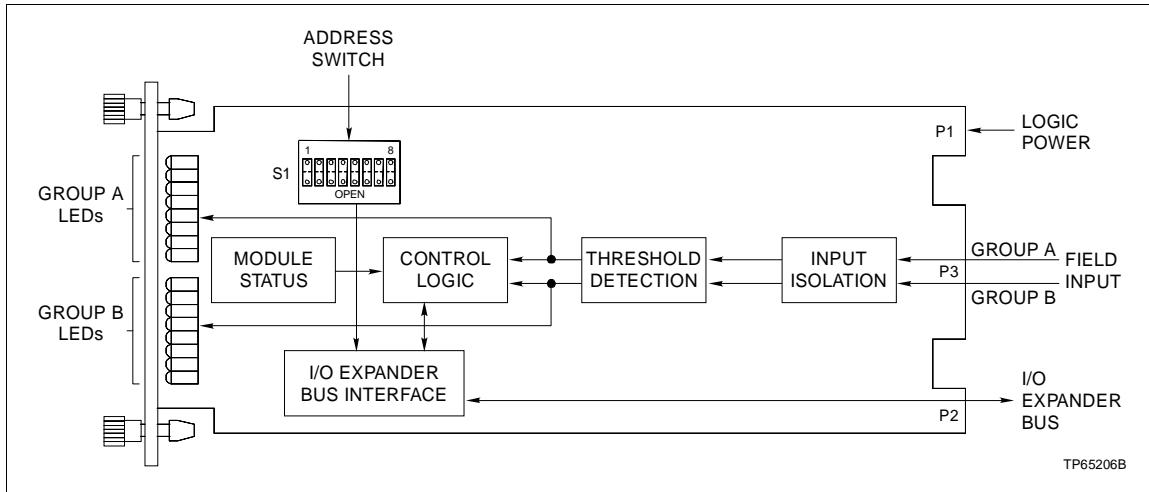 ADDRESS
SWITCH
1 8
S1
OPEN
P1
LOGIC
POWER
GROUP A
LEDs
MODULE
STATUS
CONTROL
LOGIC
THRESHOLD
DETECTION
INPUT
ISOLATION
GROUP A
P3
GROUP B
FIELD
INPUT
GROUP B
LEDs
I/O EXPANDER
BUS INTERFACE
P2
I/O
EXPANDER
BUS
TP65206B